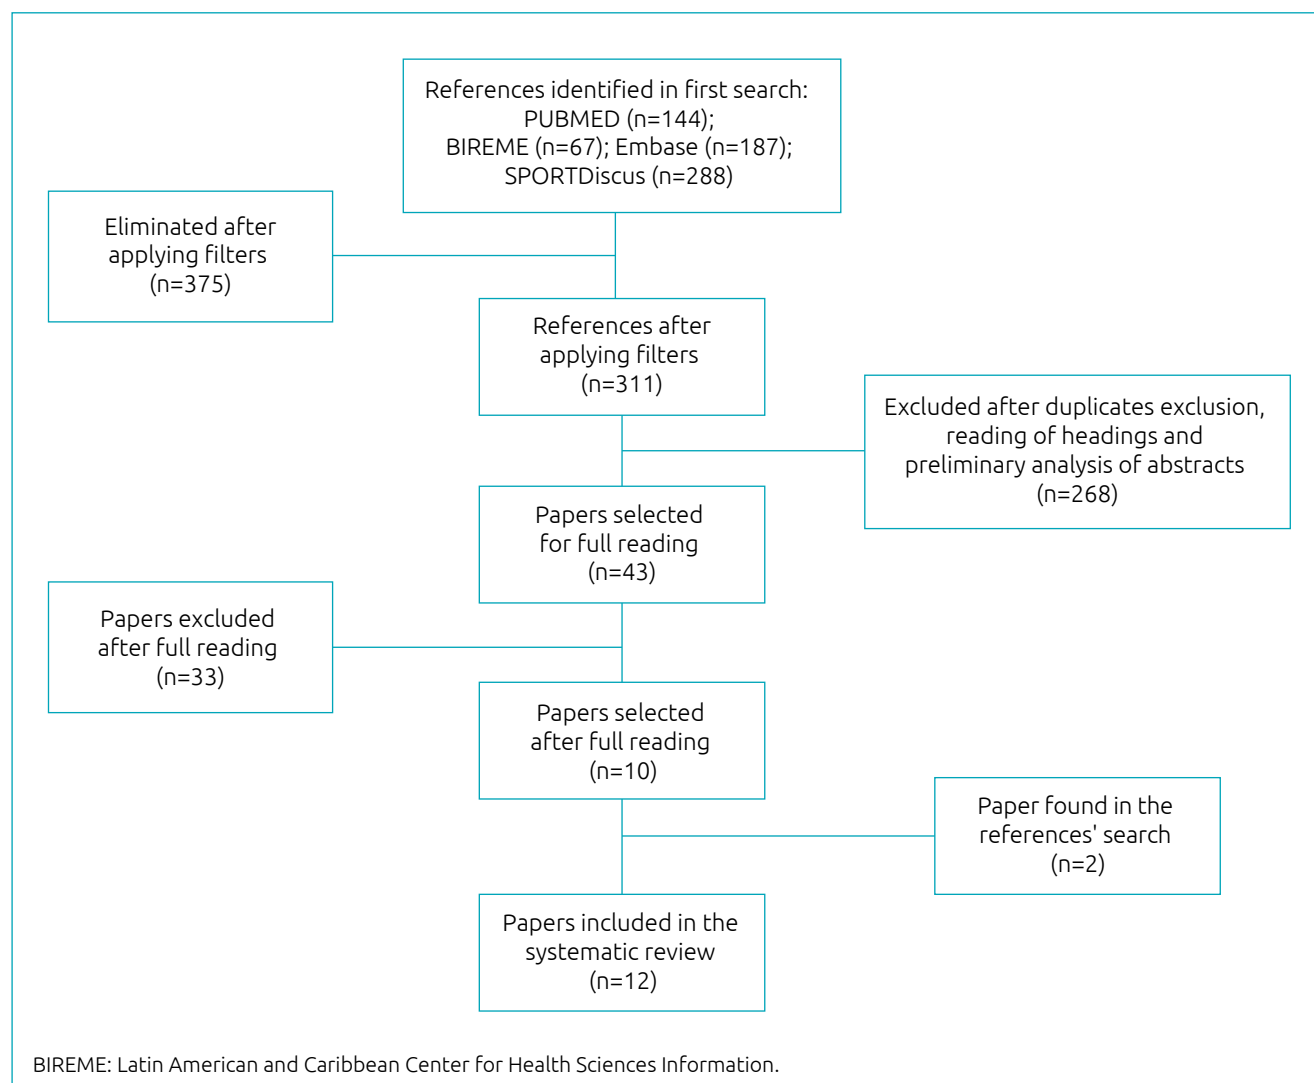 References identified in first search:
PUBMED (n=144);
BIREME (n=67); Embase (n=187);
SPORTDiscus (n=288)
Eliminated after
applying filters
(n=375)
References after
applying filters
(n=311)
Excluded after duplicates exclusion,
reading of headings and
preliminary analysis of abstracts
(n=268)
Papers selected
for full reading
(n=43)
Papers excluded
after full reading
(n=33)
Papers selected
after full reading
(n=10)
Paper found in the
references' search
(n=2)
Papers included in the
systematic review
(n=12)
BIREME: Latin American and Caribbean Center for Health Sciences Information.